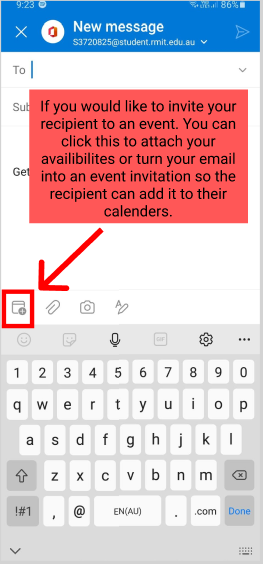 9:23
86%
New message
S3720825@student.rmit.edu.au
To
Sub
If you would like to invite your
recipient to an event. You can
click this to attach your
availibilites or turn your email
into an event invitation so the
recipient can add it to their
calenders.
Get
GIF
1 2 3 4 5 6 7 8 9 0
q w e r t y u i o p
a s d f g h j k l
z x c v b n m
!#1 , @ EN(AU) . .com Done